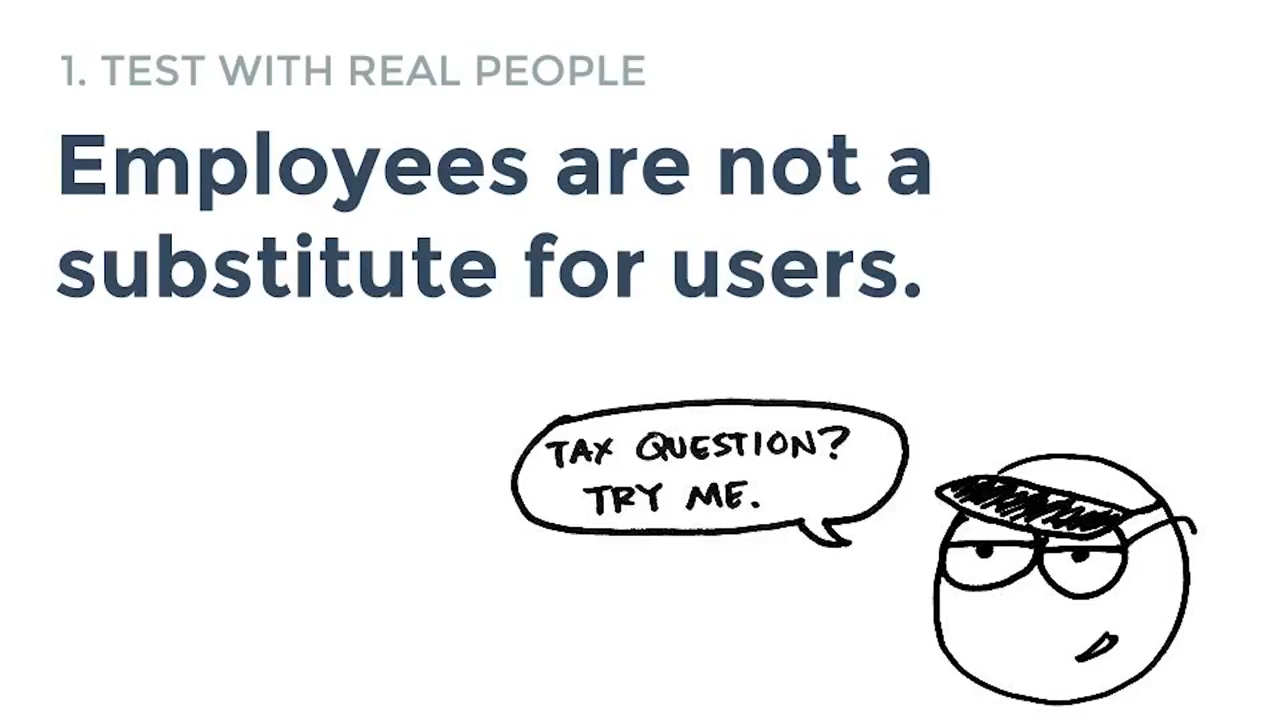 1. TEST WITH REAL PEOPLE
Employees are not a
substitute for users.
TAX QUESTION?
TRY ME.